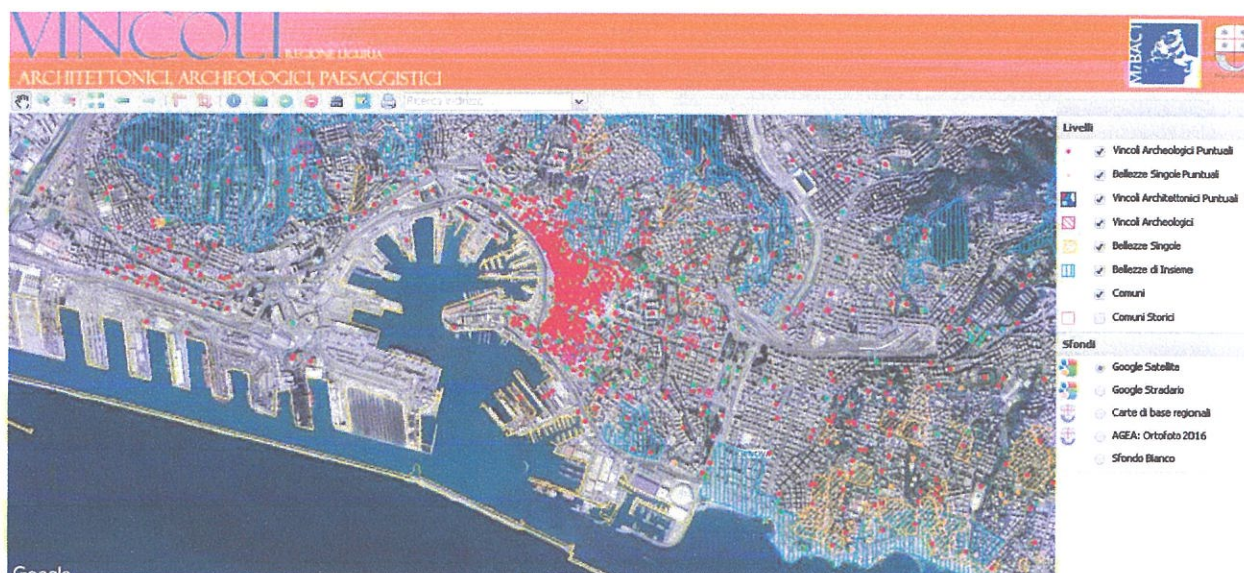 VINCOLI REGIONE LIGURIA
ARCHITETTONICI, ARCHEOLOGICI, PAESAGGISTICI
MiBACT
Ricerca indirizzo
Livelli
Vincoli Archeologici Puntuali
Bellezze Singole Puntuali
Vincoli Architettonici Puntuali
Vincoli Archeologici
Bellezze Singole
Bellezze di Insieme
Comuni
Comuni Storici
Sfondi
Google Satellite
Google Stradario
Carte di base regionali
AGEA: Ortofoto 2016
Sfondo Bianco
Google